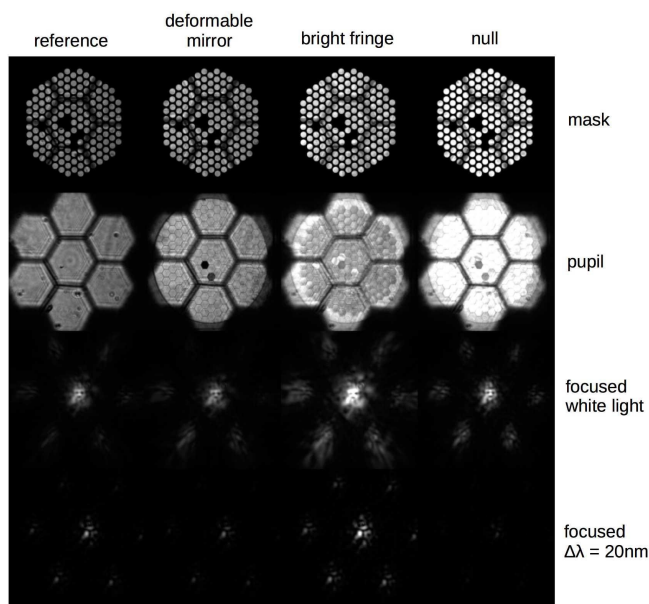 reference
deformable
mirror
bright fringe
null
mask
pupil
focused
white light
focused
Δλ = 20nm